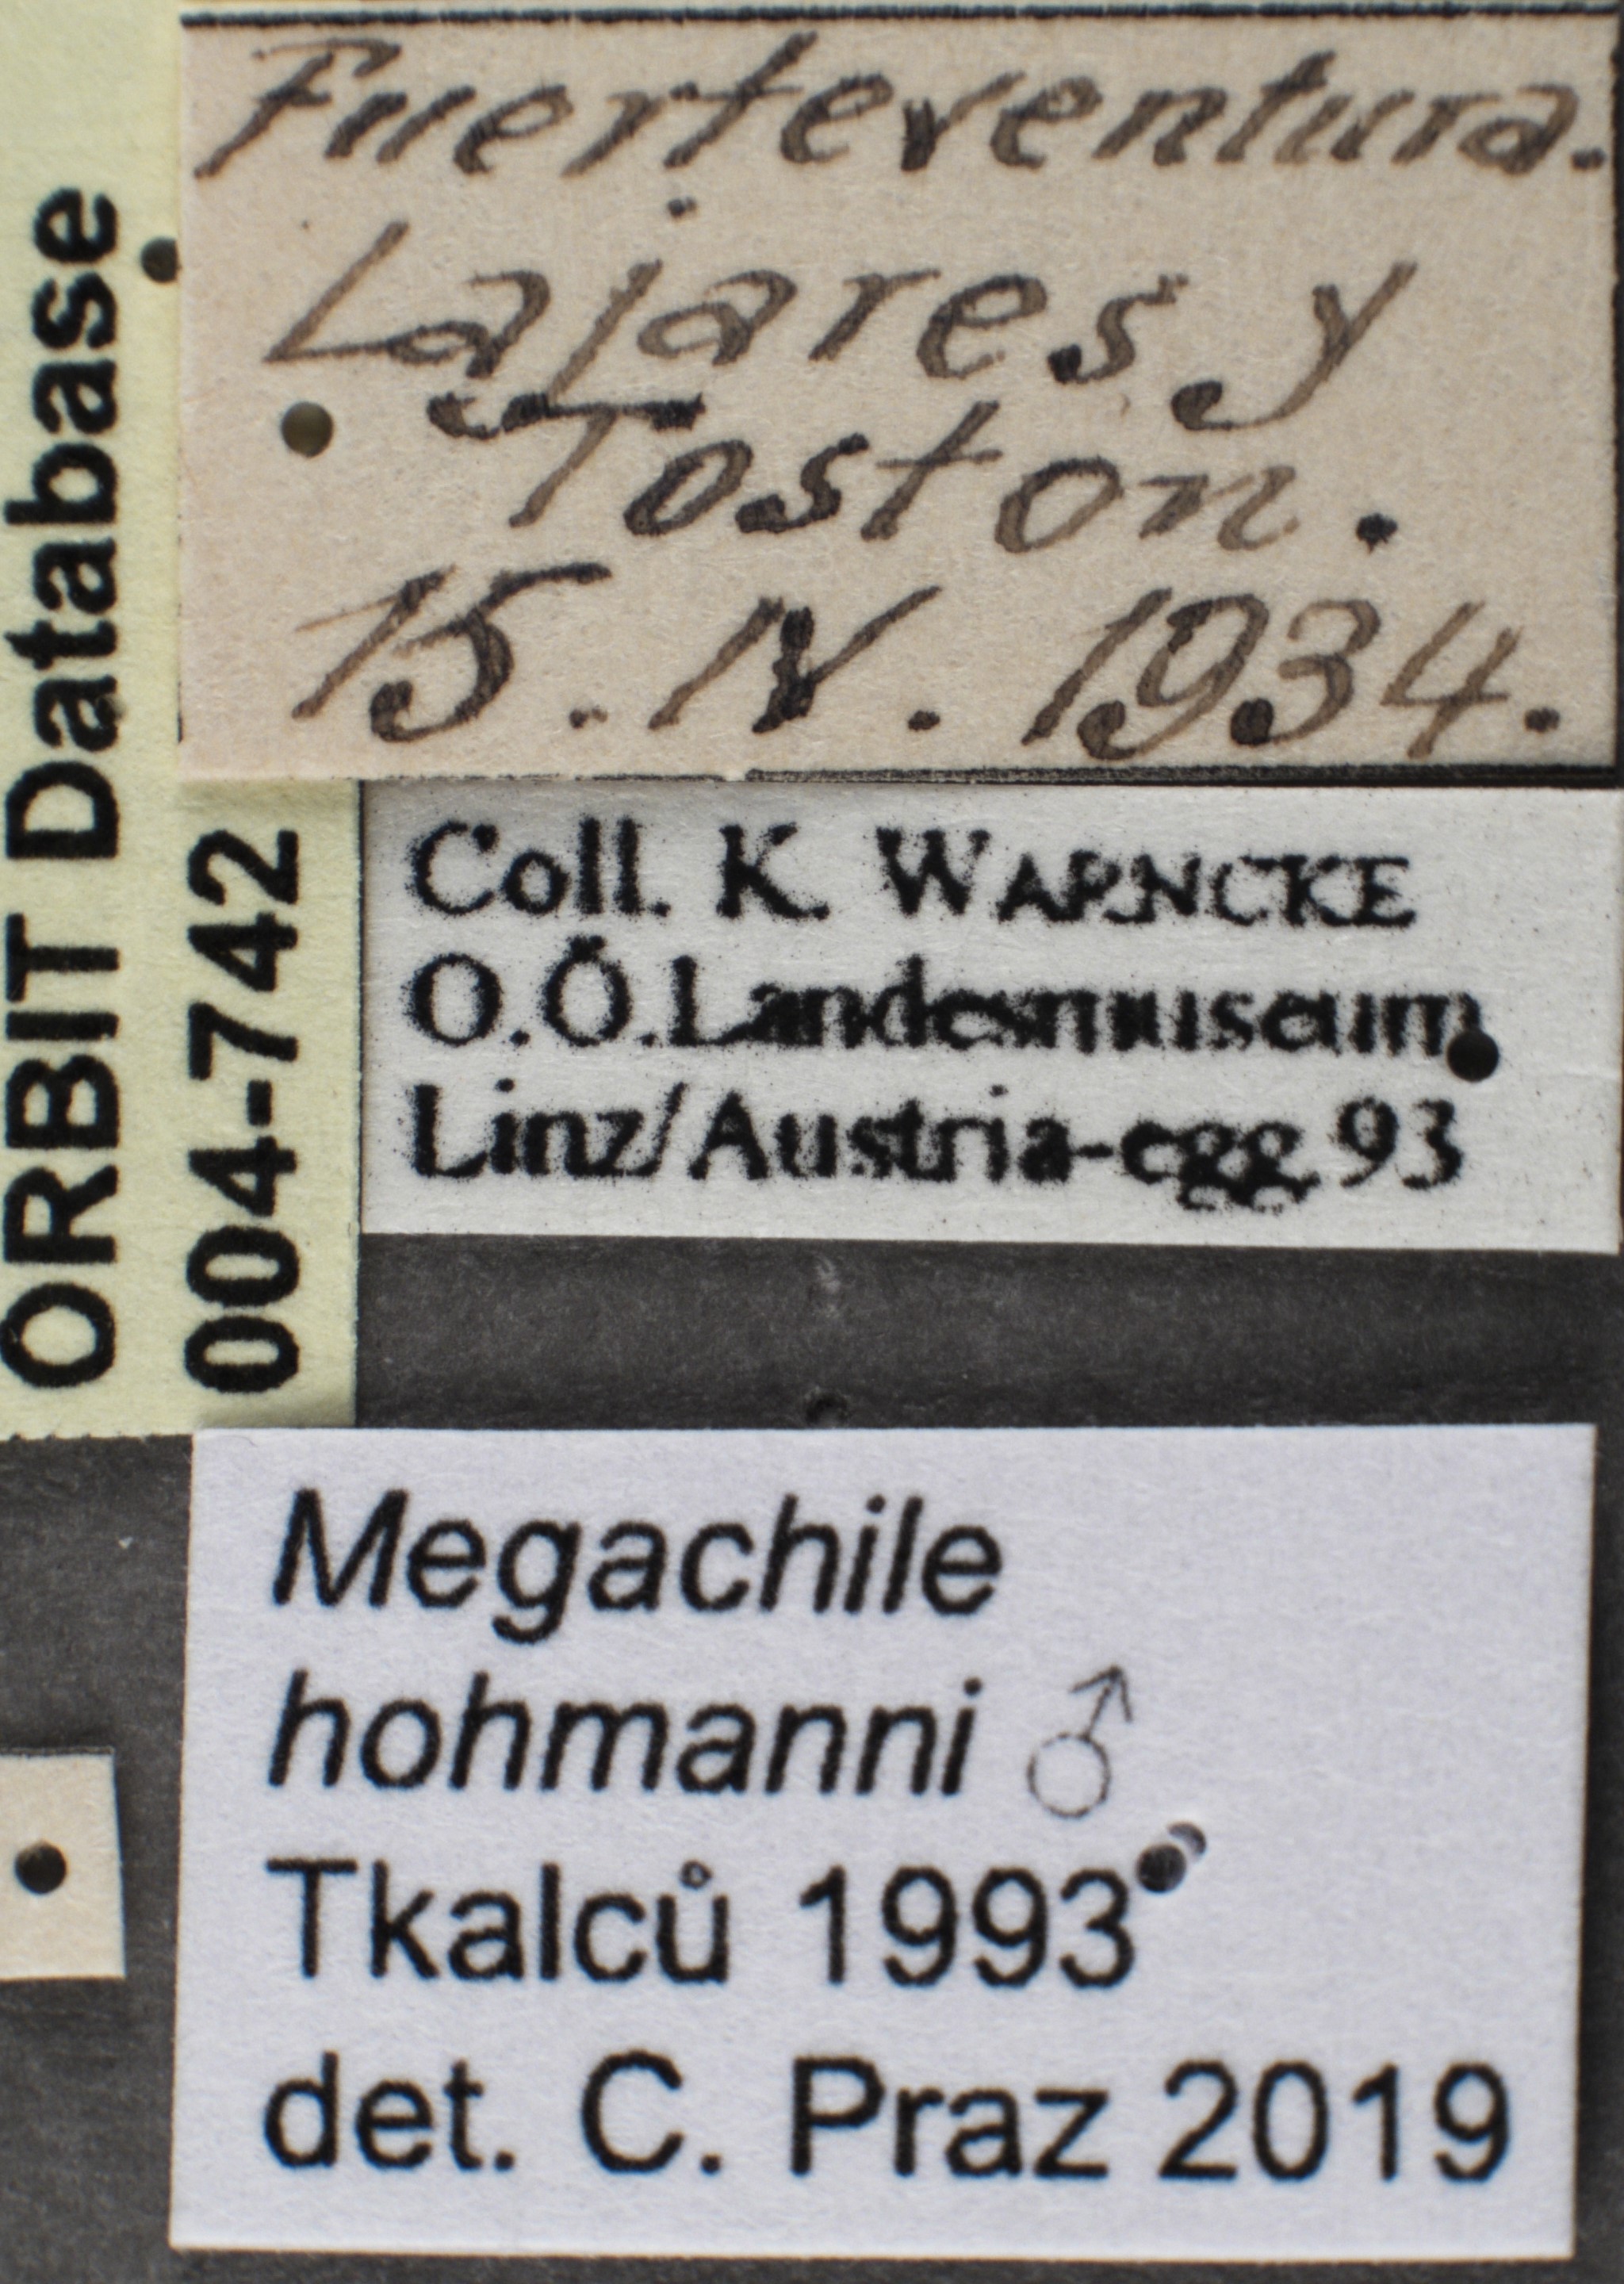 Fuerteventura.
Lajares y
Toston.
15. IV. 1934.
ORBIT Database
004-742
Coll. K. WARNCKE
O.Ö.Landesmuseum
Linz/Austria-egg.93
Megachile
hohmanni ♂
Tkalců 1993
det. C. Praz 2019